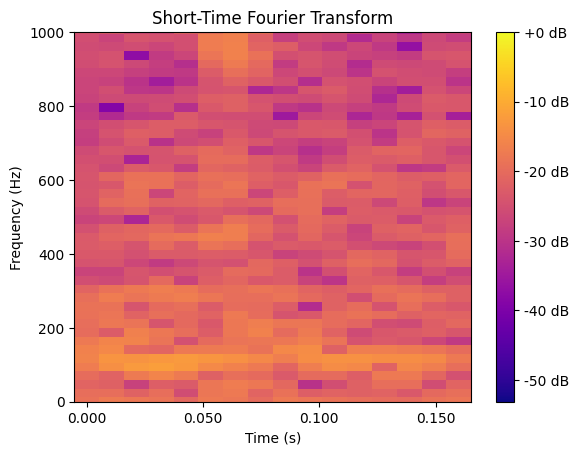 Short-Time Fourier Transform
1000
800
600
400
200
0
Frequency (Hz)
0.000
0.050
0.100
0.150
Time (s)
+0 dB
-10 dB
-20 dB
-30 dB
-40 dB
-50 dB